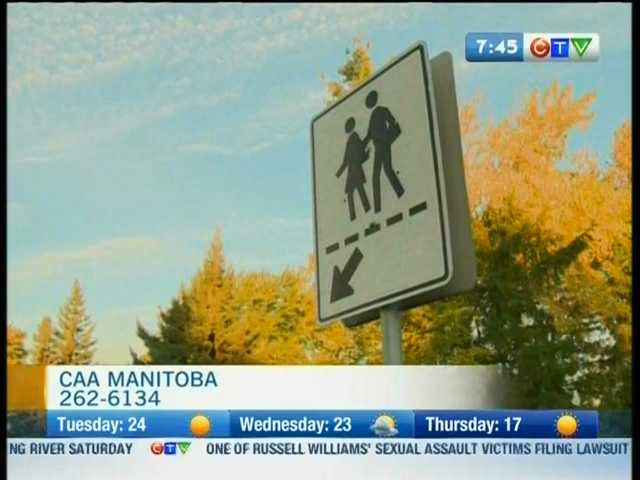 7:45 CTV
CAA MANITOBA
262-6134
Tuesday: 24 Wednesday: 23 Thursday: 17
NG RIVER SATURDAY CTV ONE OF RUSSELL WILLIAMS' SEXUAL ASSAULT VICTIMS FILING LAWSUIT